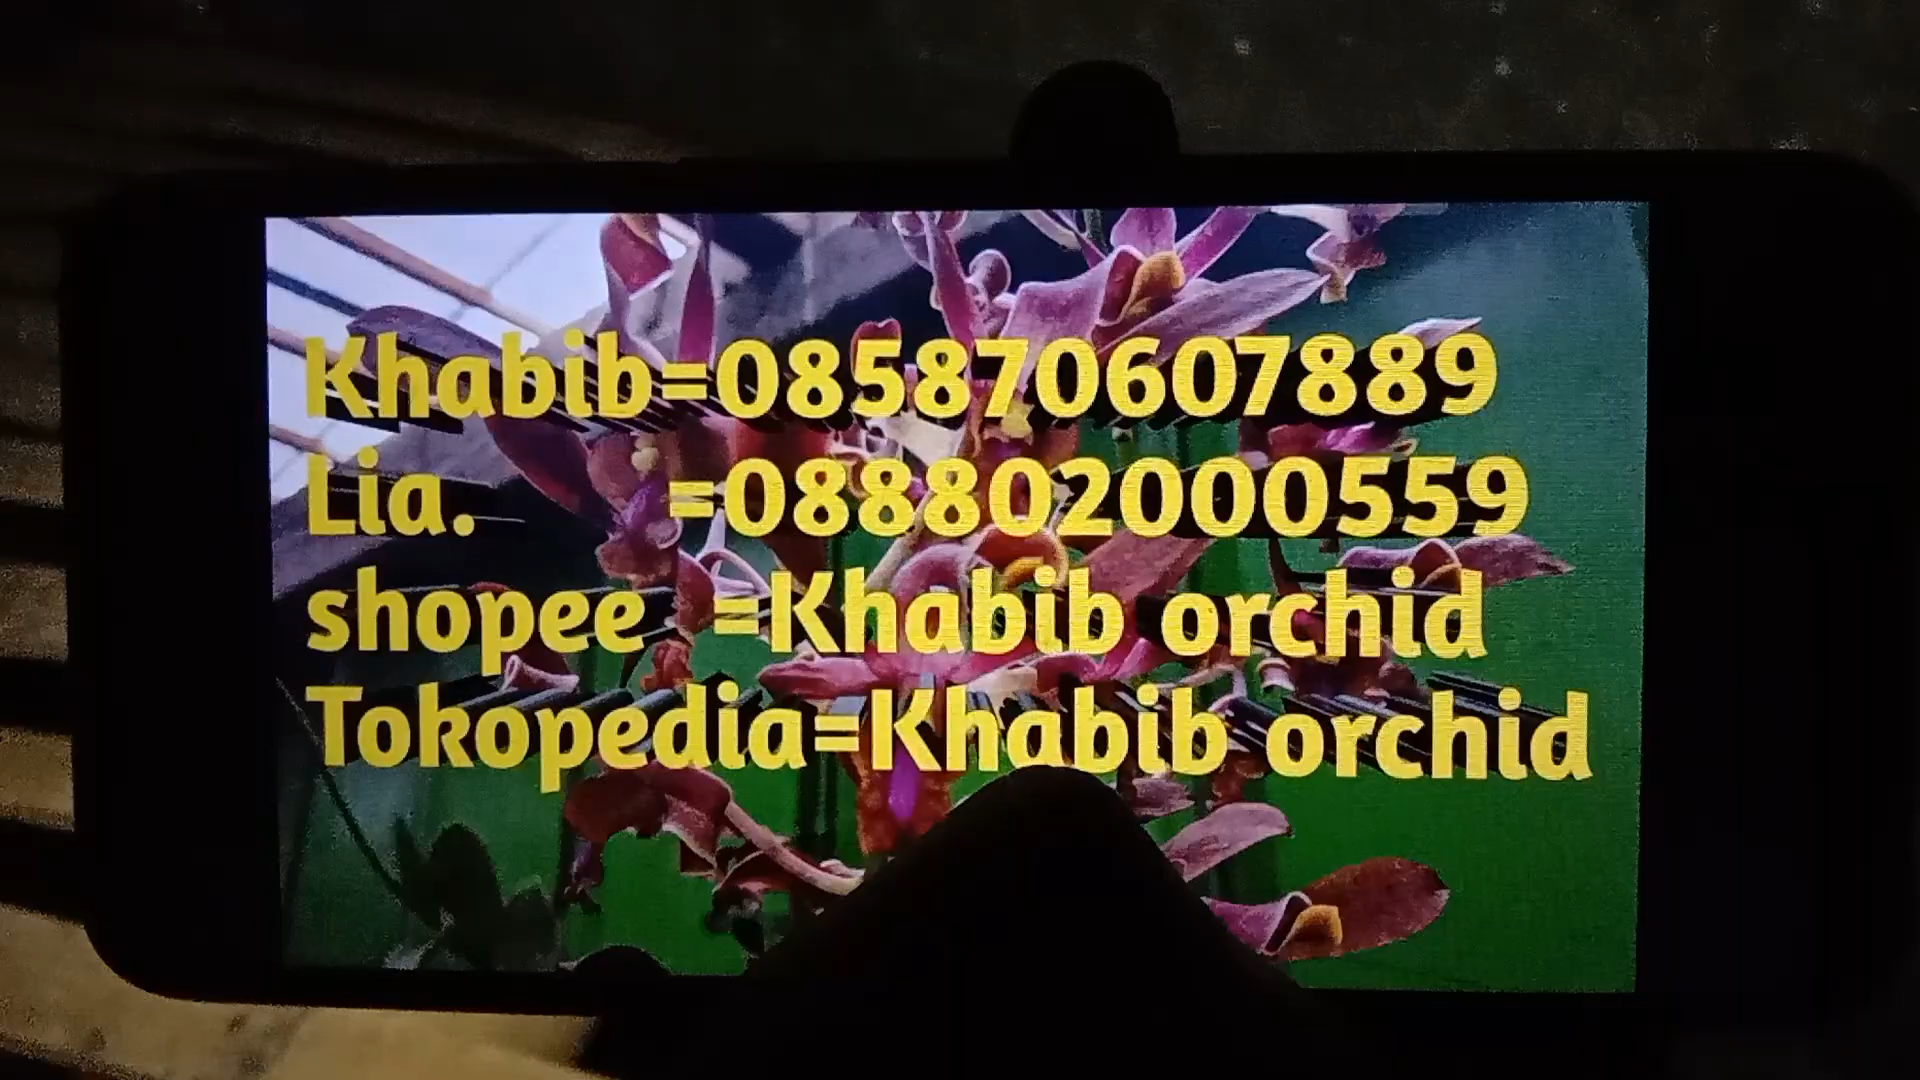 Khabib=085870607889
Lia. =088802000559
shopee =Khabib orchid
Tokopedia=Khabib orchid